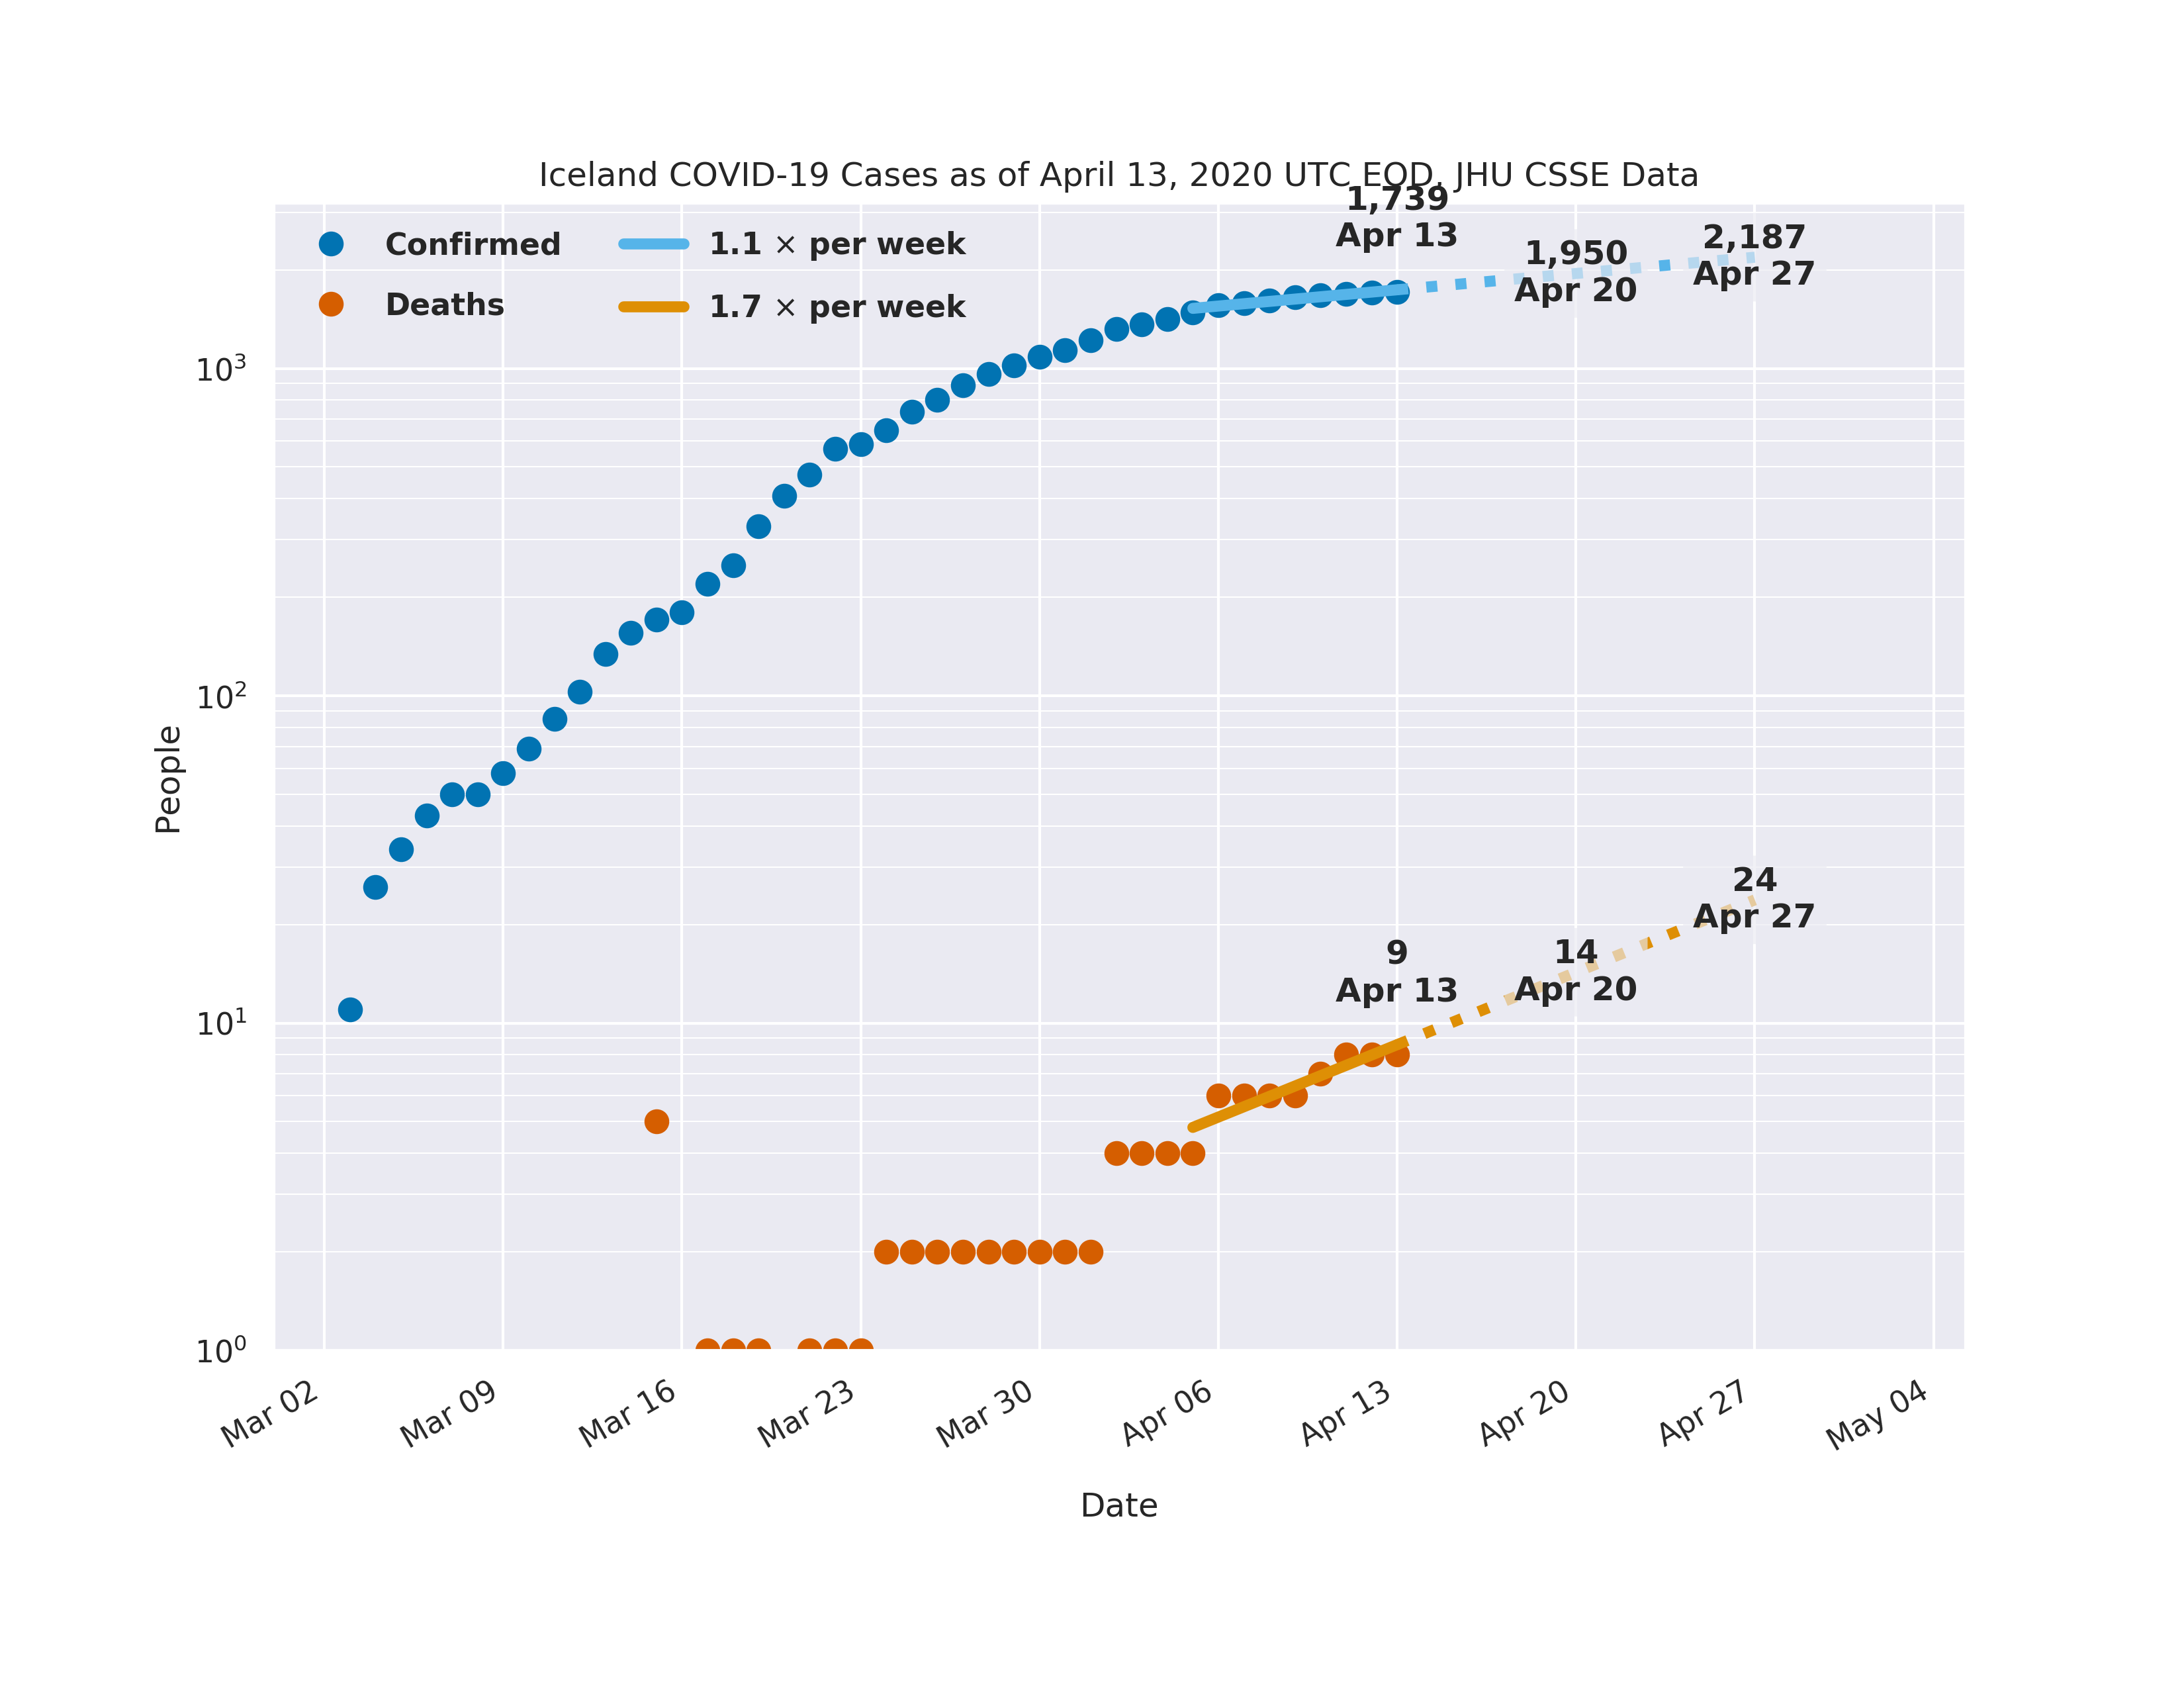 Iceland COVID-19 Cases as of April 13, 2020 UTC EOD, JHU CSSE Data
Confirmed
Deaths
1.1 × per week
1.7 × per week
1,739
Apr 13
1,950
Apr 20
2,187
Apr 27
9
Apr 13
14
Apr 20
24
Apr 27
10³
10²
10¹
10⁰
People
Mar 02
Mar 09
Mar 16
Mar 23
Mar 30
Apr 06
Apr 13
Apr 20
Apr 27
May 04
Date